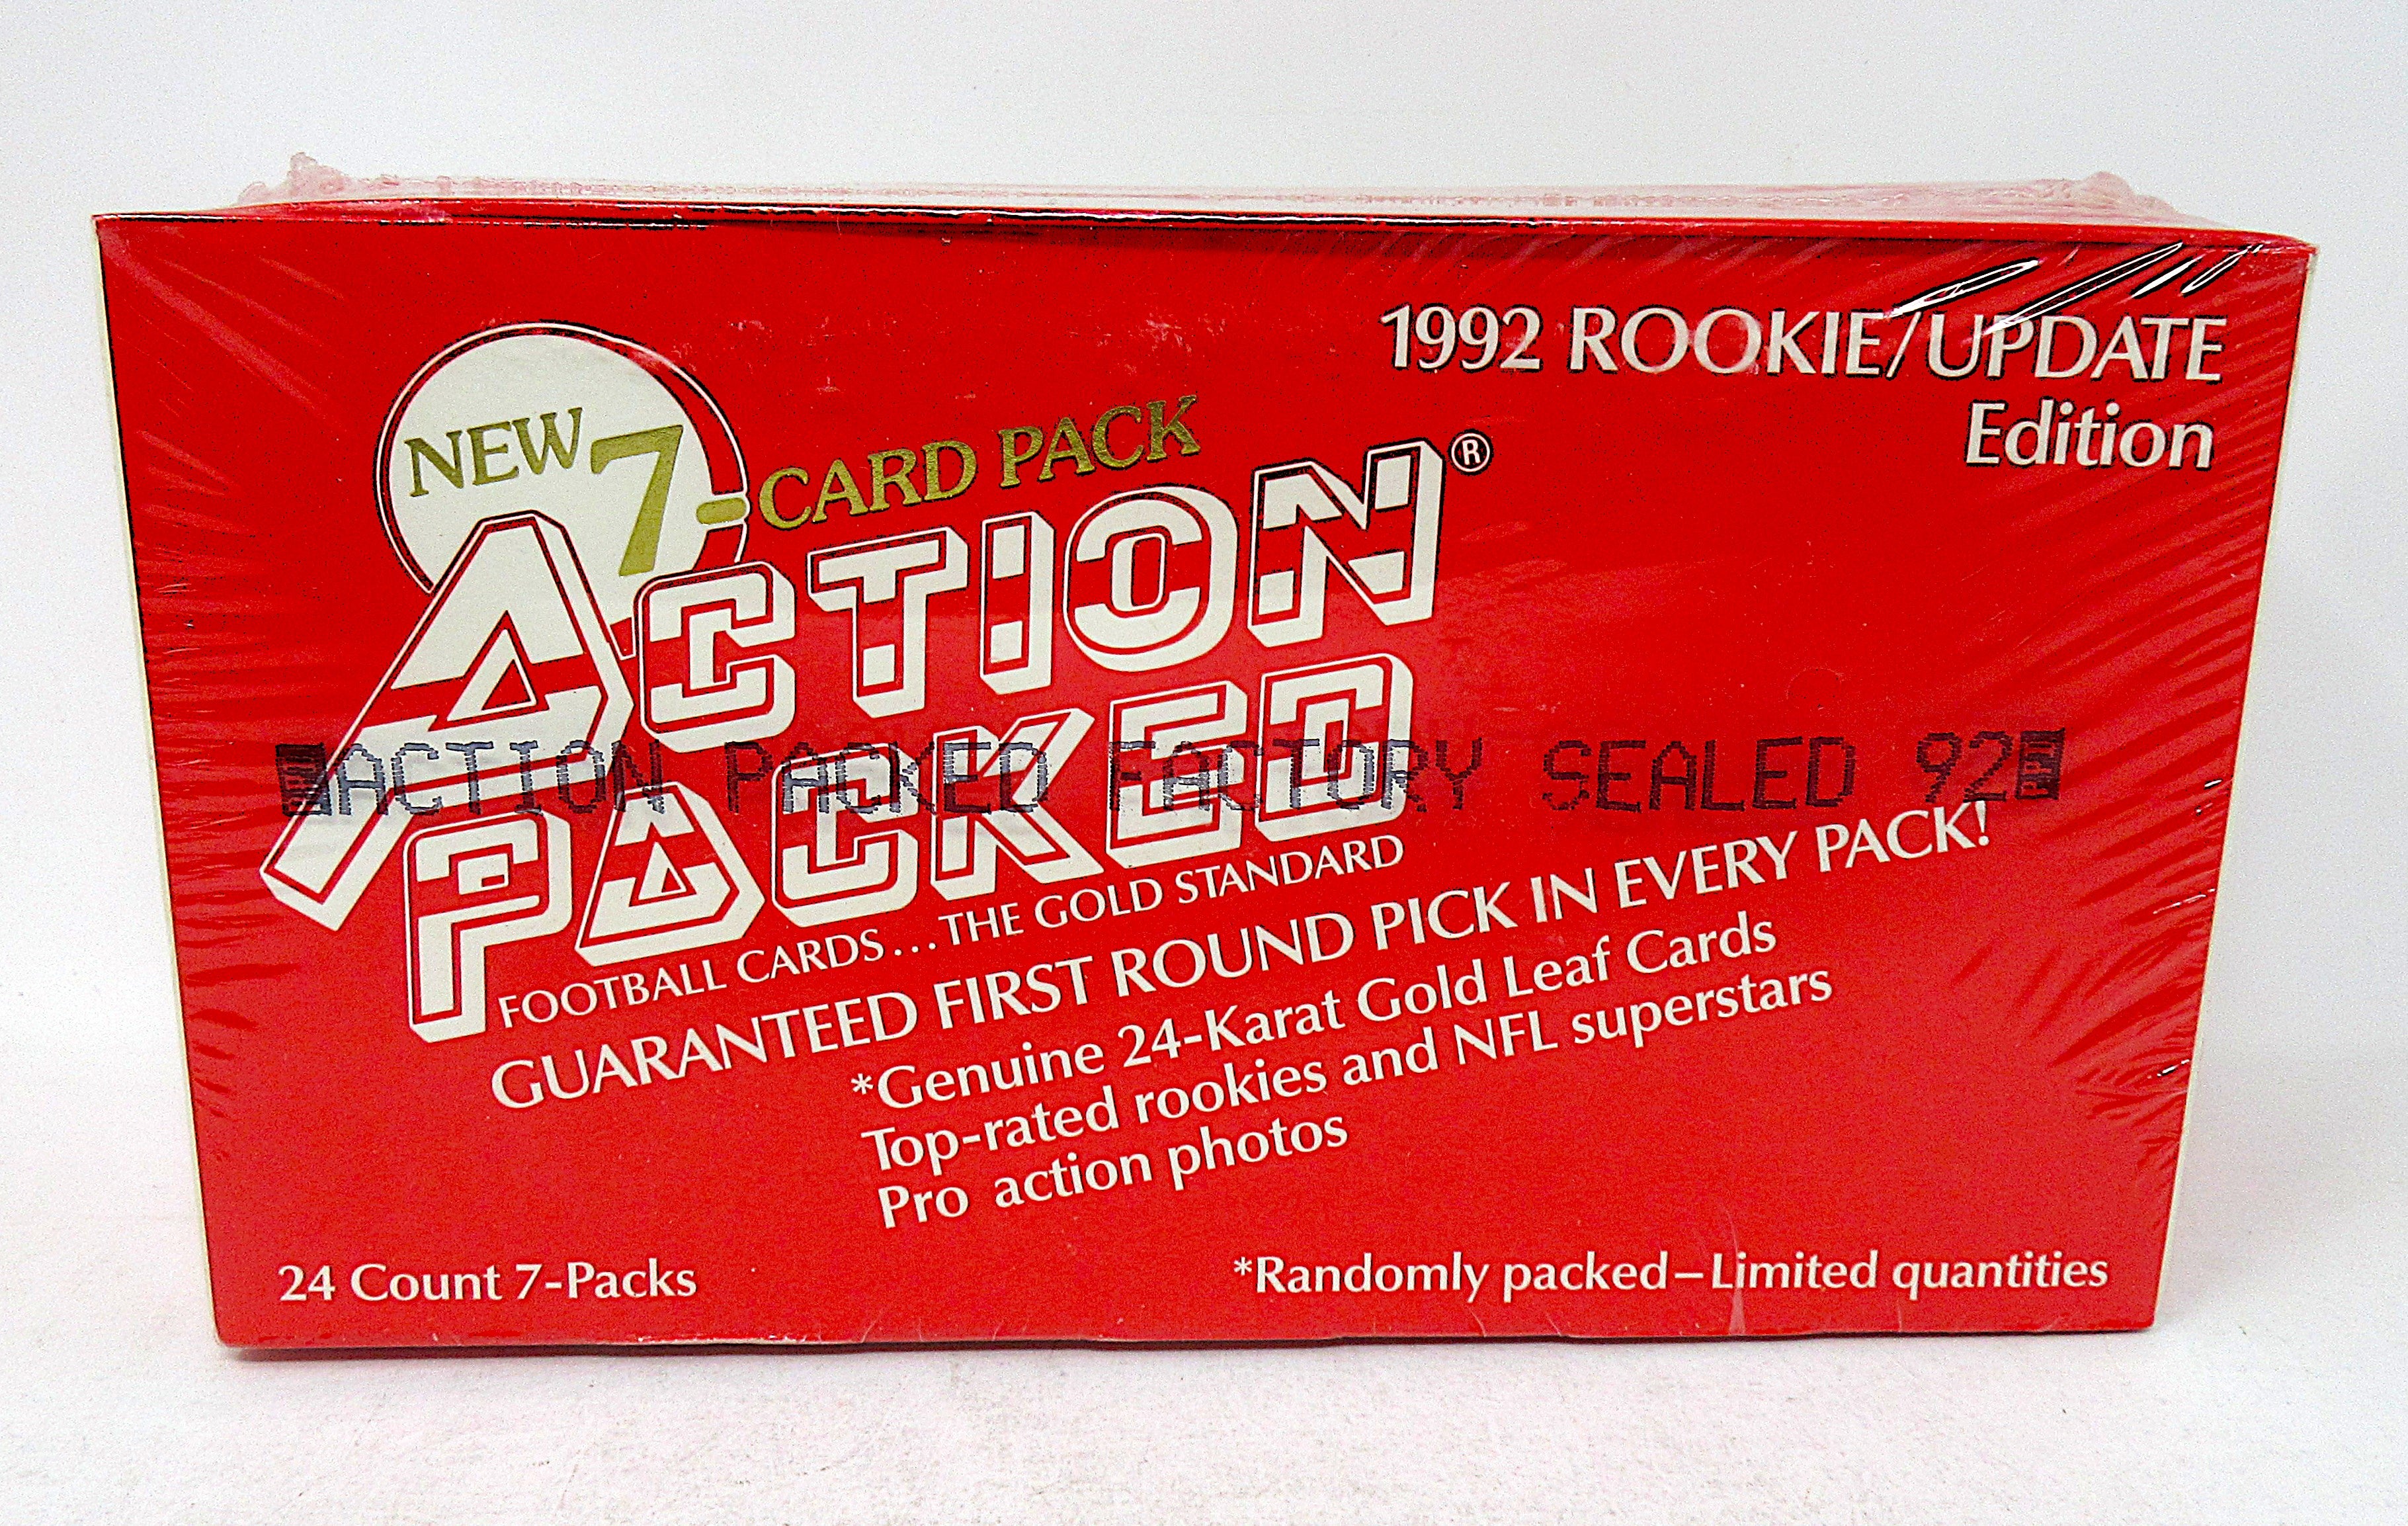 1992 ROOKIE/UPDATE
Edition
NEW 7-CARD PACK
ACTION®
PACKED
ACTION PACKED FACTORY SEALED 92
FOOTBALL CARDS...THE GOLD STANDARD
GUARANTEED FIRST ROUND PICK IN EVERY PACK!
*Genuine 24-Karat Gold Leaf Cards
Top-rated rookies and NFL superstars
Pro action photos
24 Count 7-Packs
*Randomly packed–Limited quantities